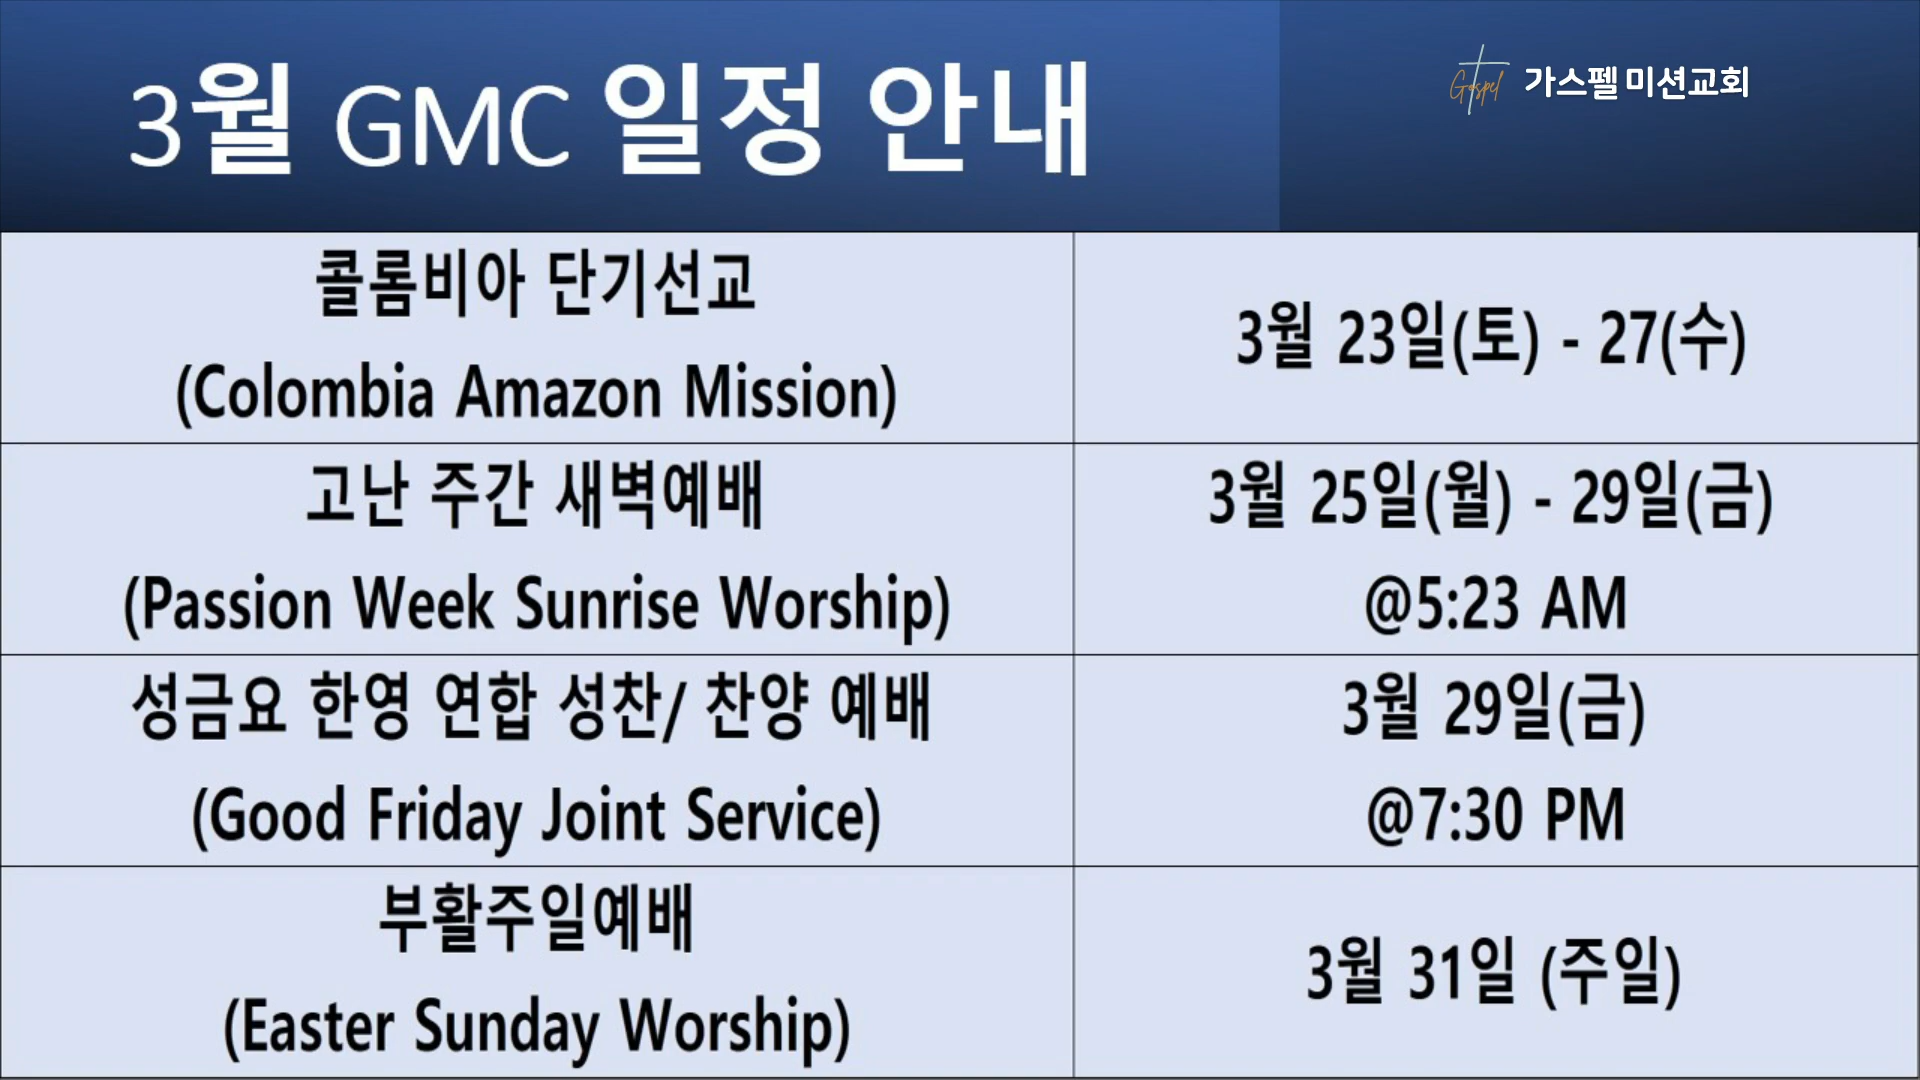 3월 GMC 일정 안내
Gospel 가스펠 미션교회
콜롬비아 단기선교
(Colombia Amazon Mission)
3월 23일(토) - 27(수)
고난 주간 새벽예배
(Passion Week Sunrise Worship)
3월 25일(월) - 29일(금)
@5:23 AM
성금요 한영 연합 성찬/ 찬양 예배
(Good Friday Joint Service)
3월 29일(금)
@7:30 PM
부활주일예배
(Easter Sunday Worship)
3월 31일 (주일)